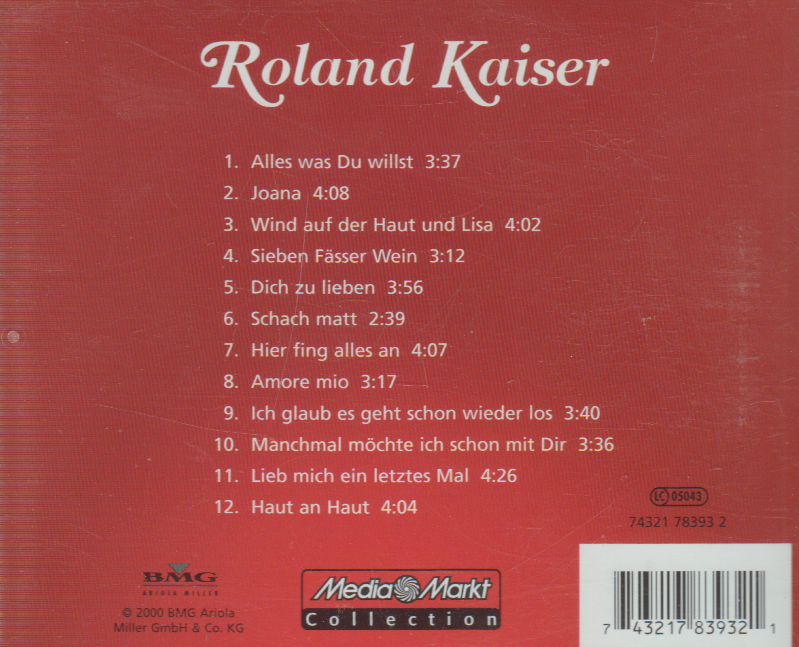 Roland Kaiser
1. Alles was Du willst 3:37
2. Joana 4:08
3. Wind auf der Haut und Lisa 4:02
4. Sieben Fässer Wein 3:12
5. Dich zu lieben 3:56
6. Schach matt 2:39
7. Hier fing alles an 4:07
8. Amore mio 3:17
9. Ich glaub es geht schon wieder los 3:40
10. Manchmal möchte ich schon mit Dir 3:36
11. Lieb mich ein letztes Mal 4:26
12. Haut an Haut 4:04
LC 05043
74321 78393 2
BMG
ARIOLA MILLER
© 2000 BMG Ariola
Miller GmbH & Co. KG
Media Markt
Collection
7 43217 83932 1